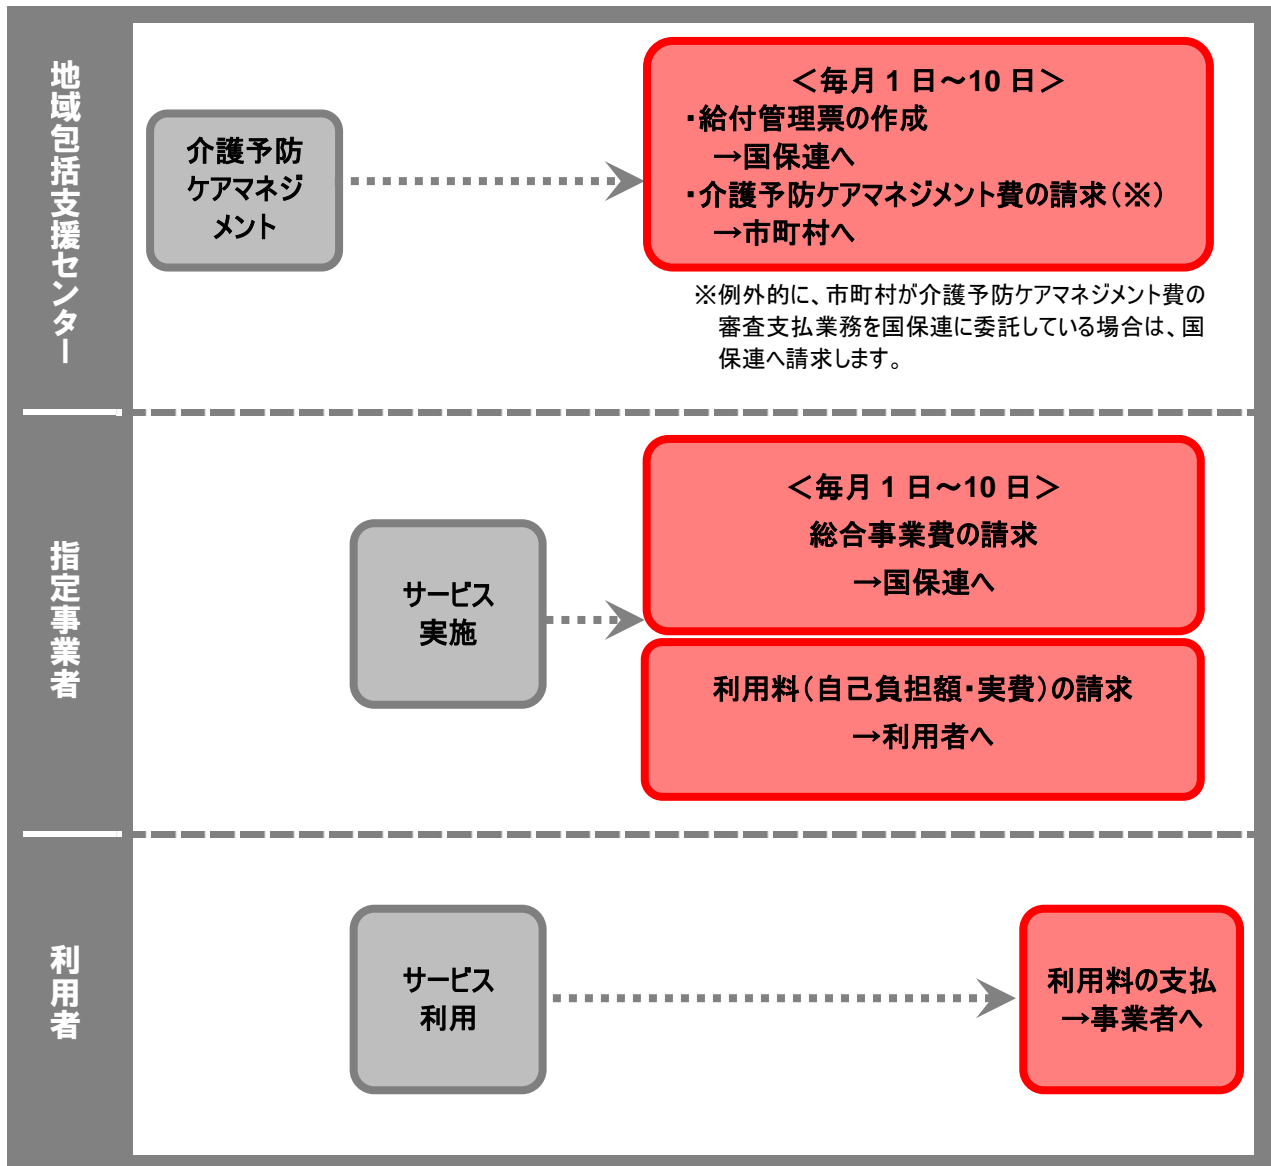 地域包括支援センター
介護予防
ケアマネジ
メント
＜毎月 1 日～10 日＞
・給付管理票の作成
→国保連へ
・介護予防ケアマネジメント費の請求（※）
→市町村へ
※例外的に、市町村が介護予防ケアマネジメント費の
審査支払業務を国保連に委託している場合は、国
保連へ請求します。
指定事業者
サービス
実施
＜毎月 1 日～10 日＞
総合事業費の請求
→国保連へ
利用料（自己負担額・実費）の請求
→利用者へ
利用者
サービス
利用
利用料の支払
→事業者へ